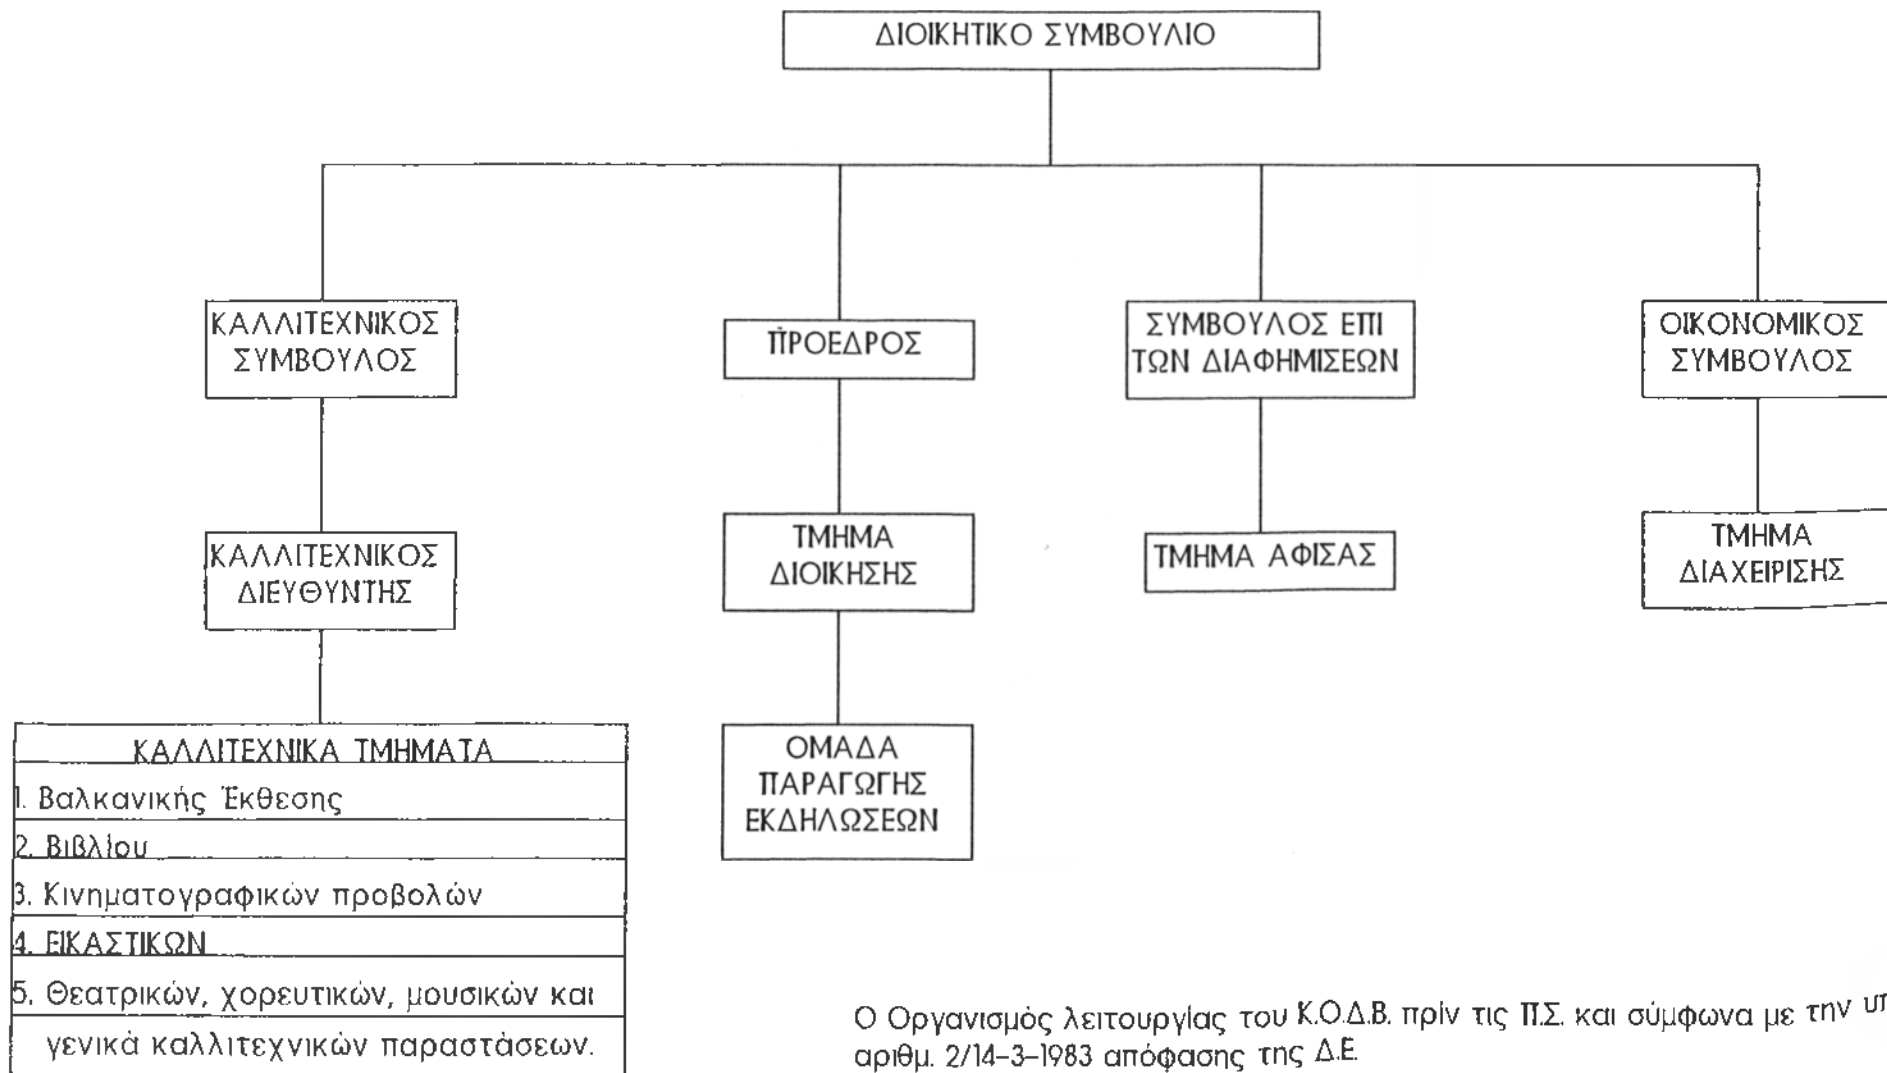 ΔΙΟΙΚΗΤΙΚΟ ΣΥΜΒΟΥΛΙΟ
ΚΑΛΛΙΤΕΧΝΙΚΟΣ
ΣΥΜΒΟΥΛΟΣ
ΠΡΟΕΔΡΟΣ
ΣΥΜΒΟΥΛΟΣ ΕΠΙ
ΤΩΝ ΔΙΑΦΗΜΙΣΕΩΝ
ΟΙΚΟΝΟΜΙΚΟΣ
ΣΥΜΒΟΥΛΟΣ
ΚΑΛΛΙΤΕΧΝΙΚΟΣ
ΔΙΕΥΘΥΝΤΗΣ
ΤΜΗΜΑ
ΔΙΟΙΚΗΣΗΣ
ΤΜΗΜΑ ΑΦΙΣΑΣ
ΤΜΗΜΑ
ΔΙΑΧΕΙΡΙΣΗΣ
ΚΑΛΛΙΤΕΧΝΙΚΑ ΤΜΗΜΑΤΑ
1. Βαλκανικής Έκθεσης
2. Βιβλίου
3. Κινηματογραφικών προβολών
4. ΕΙΚΑΣΤΙΚΩΝ
5. Θεατρικών, χορευτικών, μουσικών και
γενικά καλλιτεχνικών παραστάσεων.
ΟΜΑΔΑ
ΠΑΡΑΓΩΓΗΣ
ΕΚΔΗΛΩΣΕΩΝ
Ο Οργανισμός λειτουργίας του Κ.Ο.Δ.Β. πρίν τις Π.Σ. και σύμφωνα με την
αριθμ. 2/14-3-1983 απόφασης της Δ.Ε.